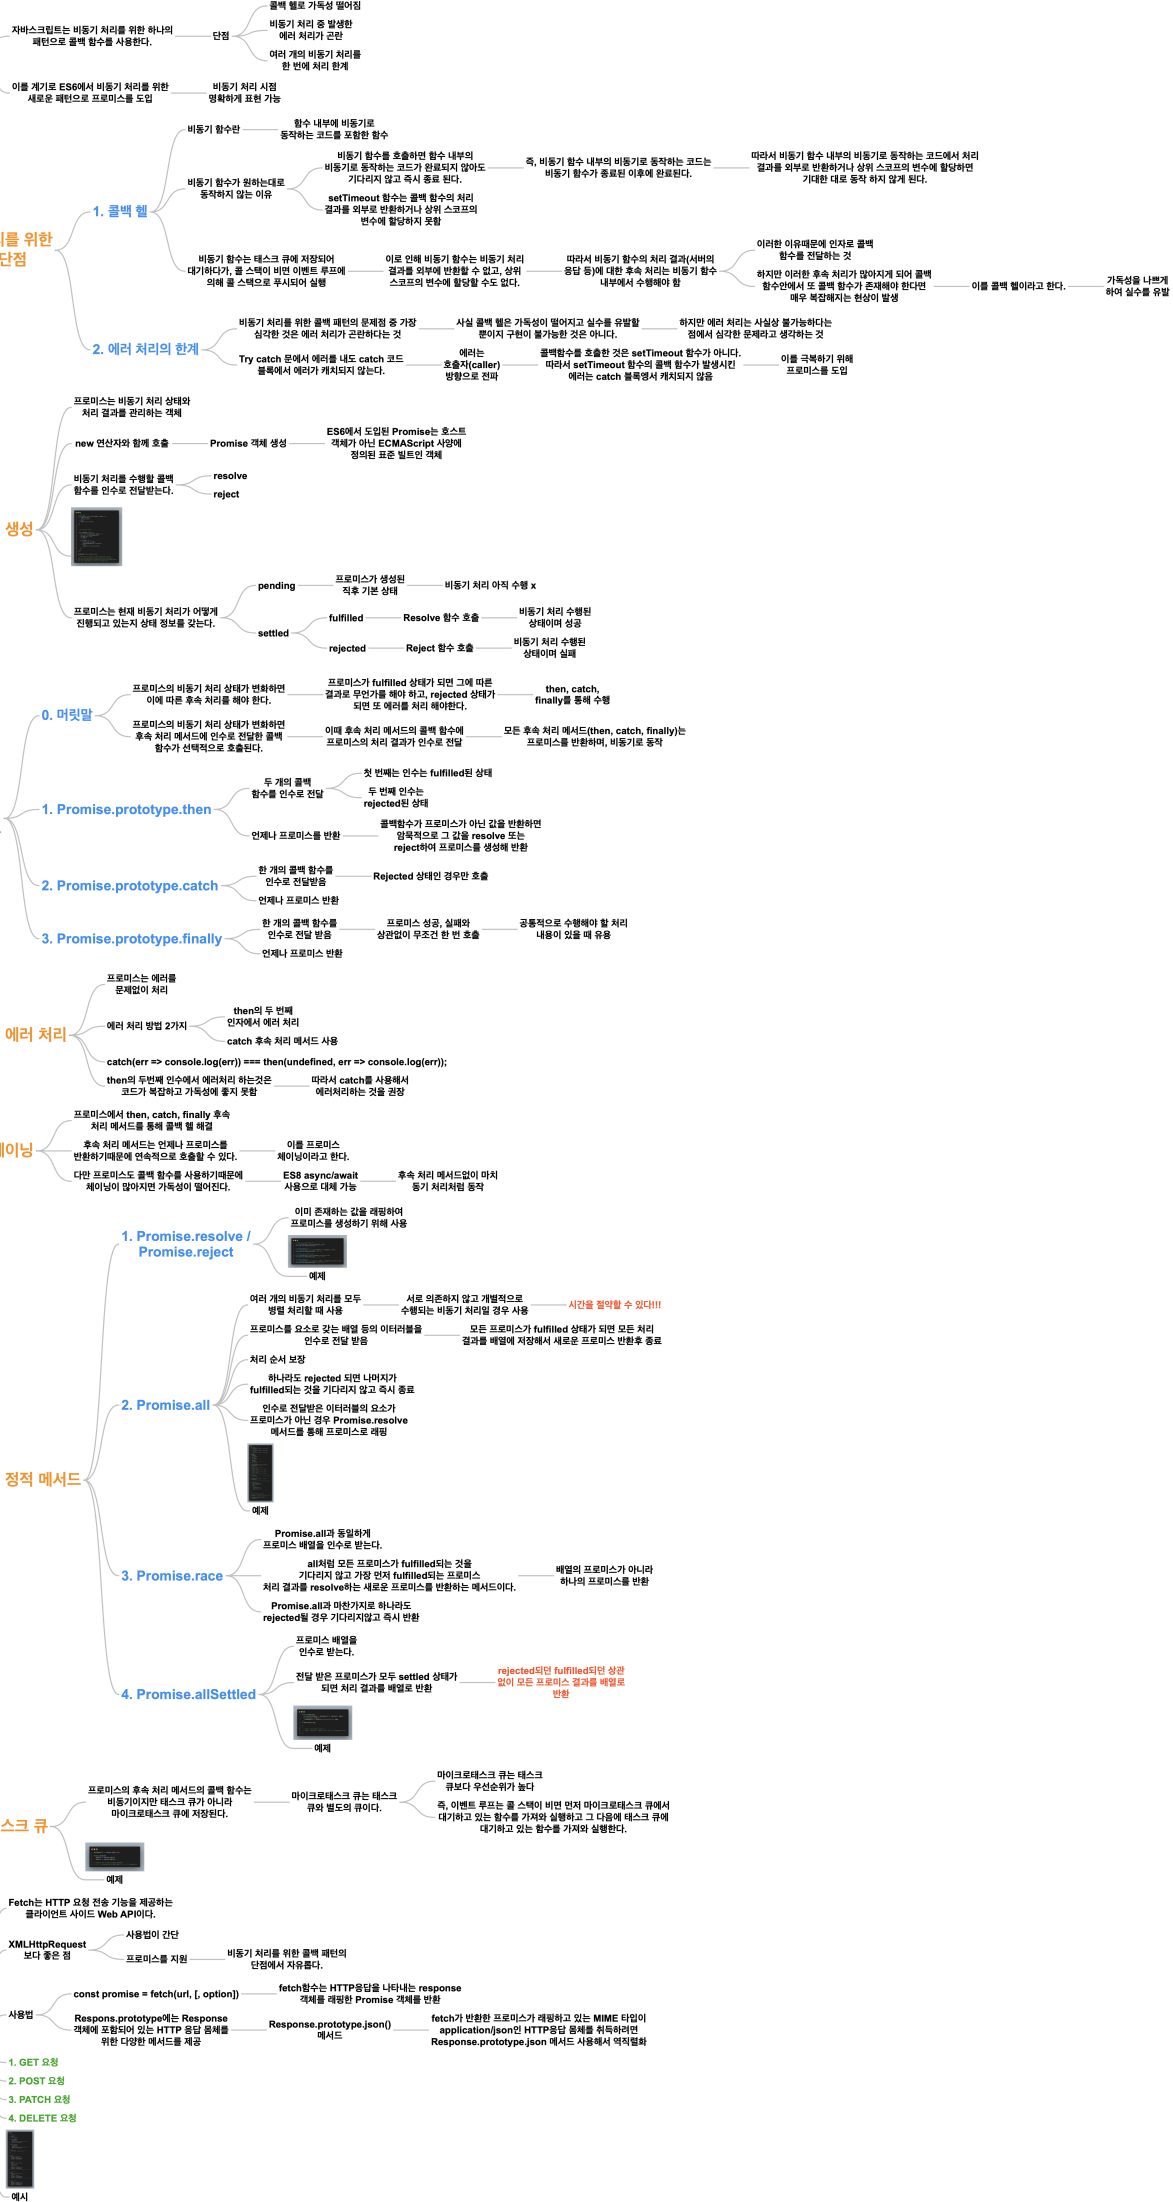 콜백 헬로 가독성 떨어짐
자바스크립트는 비동기 처리를 위한 하나의
패턴으로 콜백 함수를 사용한다.
단점
비동기 처리 중 발생한
에러 처리가 곤란
여러 개의 비동기 처리를
한 번에 처리 한계
이를 계기로 ES6에서 비동기 처리를 위한
새로운 패턴으로 프로미스를 도입
비동기 처리 시점
명확하게 표현 가능
리를 위한
단점
1. 콜백 헬
비동기 함수란
함수 내부에 비동기로
동작하는 코드를 포함한 함수
비동기 함수가 원하는대로
동작하지 않는 이유
비동기 함수를 호출하면 함수 내부의
비동기로 동작하는 코드가 완료되지 않아도
기다리지 않고 즉시 종료 된다.
즉, 비동기 함수 내부의 비동기로 동작하는 코드는
비동기 함수가 종료된 이후에 완료된다.
따라서 비동기 함수 내부의 비동기로 동작하는 코드에서 처리
결과를 외부로 반환하거나 상위 스코프의 변수에 할당하면
기대한 대로 동작 하지 않게 된다.
setTimeout 함수는 콜백 함수의 처리
결과를 외부로 반환하거나 상위 스코프의
변수에 할당하지 못함
비동기 함수는 태스크 큐에 저장되어
대기하다가, 콜 스택이 비면 이벤트 루프에
의해 콜 스택으로 푸시되어 실행
이로 인해 비동기 함수는 비동기 처리
결과를 외부에 반환할 수 없고, 상위
스코프의 변수에 할당할 수도 없다.
따라서 비동기 함수의 처리 결과(서버의
응답 등)에 대한 후속 처리는 비동기 함수
내부에서 수행해야 함
이러한 이유때문에 인자로 콜백
함수를 전달하는 것
하지만 이러한 후속 처리가 많아지게 되어 콜백
함수안에서 또 콜백 함수가 존재해야 한다면
매우 복잡해지는 현상이 발생
이를 콜백 헬이라고 한다.
가독성을 나쁘게
하여 실수를 유발
2. 에러 처리의 한계
비동기 처리를 위한 콜백 패턴의 문제점 중 가장
심각한 것은 에러 처리가 곤란하다는 것
사실 콜백 헬은 가독성이 떨어지고 실수를 유발할
뿐이지 구현이 불가능한 것은 아니다.
하지만 에러 처리는 사실상 불가능하다는
점에서 심각한 문제라고 생각하는 것
Try catch 문에서 에러를 내도 catch 코드
블록에서 에러가 캐치되지 않는다.
에러는
호출자(caller)
방향으로 전파
콜백함수를 호출한 것은 setTimeout 함수가 아니다.
따라서 setTimeout 함수의 콜백 함수가 발생시킨
에러는 catch 블록영서 캐치되지 않음
이를 극복하기 위해
프로미스를 도입
생성
프로미스는 비동기 처리 상태와
처리 결과를 관리하는 객체
new 연산자와 함께 호출
Promise 객체 생성
ES6에서 도입된 Promise는 호스트
객체가 아닌 ECMAScript 사양에
정의된 표준 빌트인 객체
비동기 처리를 수행할 콜백
함수를 인수로 전달받는다.
resolve
reject
프로미스는 현재 비동기 처리가 어떻게
진행되고 있는지 상태 정보를 갖는다.
pending
프로미스가 생성된
직후 기본 상태
비동기 처리 아직 수행 x
settled
fulfilled
Resolve 함수 호출
비동기 처리 수행된
상태이며 성공
rejected
Reject 함수 호출
비동기 처리 수행된
상태이며 실패
0. 머릿말
프로미스의 비동기 처리 상태가 변화하면
이에 따른 후속 처리를 해야 한다.
프로미스가 fulfilled 상태가 되면 그에 따른
결과로 무언가를 해야 하고, rejected 상태가
되면 또 에러를 처리 해야한다.
then, catch,
finally를 통해 수행
프로미스의 비동기 처리 상태가 변화하면
후속 처리 메서드에 인수로 전달한 콜백
함수가 선택적으로 호출된다.
이때 후속 처리 메서드의 콜백 함수에
프로미스의 처리 결과가 인수로 전달
모든 후속 처리 메서드(then, catch, finally)는
프로미스를 반환하며, 비동기로 동작
1. Promise.prototype.then
두 개의 콜백
함수를 인수로 전달
첫 번째는 인수는 fulfilled된 상태
두 번째 인수는
rejected된 상태
언제나 프로미스를 반환
콜백함수가 프로미스가 아닌 값을 반환하면
암묵적으로 그 값을 resolve 또는
reject하여 프로미스를 생성해 반환
2. Promise.prototype.catch
한 개의 콜백 함수를
인수로 전달받음
Rejected 상태인 경우만 호출
언제나 프로미스 반환
3. Promise.prototype.finally
한 개의 콜백 함수를
인수로 전달 받음
프로미스 성공, 실패와
상관없이 무조건 한 번 호출
공통적으로 수행해야 할 처리
내용이 있을 때 유용
언제나 프로미스 반환
에러 처리
프로미스는 에러를
문제없이 처리
에러 처리 방법 2가지
then의 두 번째
인자에서 에러 처리
catch 후속 처리 메서드 사용
catch(err => console.log(err)) === then(undefined, err => console.log(err));
then의 두번째 인수에서 에러처리 하는것은
코드가 복잡하고 가독성에 좋지 못함
따라서 catch를 사용해서
에러처리하는 것을 권장
체이닝
프로미스에서 then, catch, finally 후속
처리 메서드를 통해 콜백 헬 해결
후속 처리 메서드는 언제나 프로미스를
반환하기때문에 연속적으로 호출할 수 있다.
이를 프로미스
체이닝이라고 한다.
다만 프로미스도 콜백 함수를 사용하기때문에
체이닝이 많아지면 가독성이 떨어진다.
ES8 async/await
사용으로 대체 가능
후속 처리 메서드없이 마치
동기 처리처럼 동작
정적 메서드
1. Promise.resolve /
Promise.reject
이미 존재하는 값을 래핑하여
프로미스를 생성하기 위해 사용
예제
2. Promise.all
여러 개의 비동기 처리를 모두
병렬 처리할 때 사용
서로 의존하지 않고 개별적으로
수행되는 비동기 처리일 경우 사용
시간을 절약할 수 있다!!!
프로미스를 요소로 갖는 배열 등의 이터러블을
인수로 전달 받음
모든 프로미스가 fulfilled 상태가 되면 모든 처리
결과를 배열에 저장해서 새로운 프로미스 반환후 종료
처리 순서 보장
하나라도 rejected 되면 나머지가
fulfilled되는 것을 기다리지 않고 즉시 종료
인수로 전달받은 이터러블의 요소가
프로미스가 아닌 경우 Promise.resolve
메서드를 통해 프로미스로 래핑
예제
3. Promise.race
Promise.all과 동일하게
프로미스 배열을 인수로 받는다.
all처럼 모든 프로미스가 fulfilled되는 것을
기다리지 않고 가장 먼저 fulfilled되는 프로미스
처리 결과를 resolve하는 새로운 프로미스를 반환하는 메서드이다.
배열의 프로미스가 아니라
하나의 프로미스를 반환
Promise.all과 마찬가지로 하나라도
rejected될 경우 기다리지않고 즉시 반환
4. Promise.allSettled
프로미스 배열을
인수로 받는다.
전달 받은 프로미스가 모두 settled 상태가
되면 처리 결과를 배열로 반환
rejected되던 fulfilled되던 상관
없이 모든 프로미스 결과를 배열로
반환
예제
스크 큐
프로미스의 후속 처리 메서드의 콜백 함수는
비동기이지만 태스크 큐가 아니라
마이크로태스크 큐에 저장된다.
마이크로태스크 큐는 태스크
큐와 별도의 큐이다.
마이크로태스크 큐는 태스크
큐보다 우선순위가 높다
즉, 이벤트 루프는 콜 스택이 비면 먼저 마이크로태스크 큐에서
대기하고 있는 함수를 가져와 실행하고 그 다음에 태스크 큐에
대기하고 있는 함수를 가져와 실행한다.
예제
Fetch는 HTTP 요청 전송 기능을 제공하는
클라이언트 사이드 Web API이다.
XMLHttpRequest
보다 좋은 점
사용법이 간단
프로미스를 지원
비동기 처리를 위한 콜백 패턴의
단점에서 자유롭다.
사용법
const promise = fetch(url, [, option])
fetch함수는 HTTP응답을 나타내는 response
객체를 래핑한 Promise 객체를 반환
Respons.prototype에는 Response
객체에 포함되어 있는 HTTP 응답 몸체를
위한 다양한 메서드를 제공
Response.prototype.json()
메서드
fetch가 반환한 프로미스가 래핑하고 있는 MIME 타입이
application/json인 HTTP응답 몸체를 취득하려면
Response.prototype.json 메서드 사용해서 역직렬화
1. GET 요청
2. POST 요청
3. PATCH 요청
4. DELETE 요청
예시